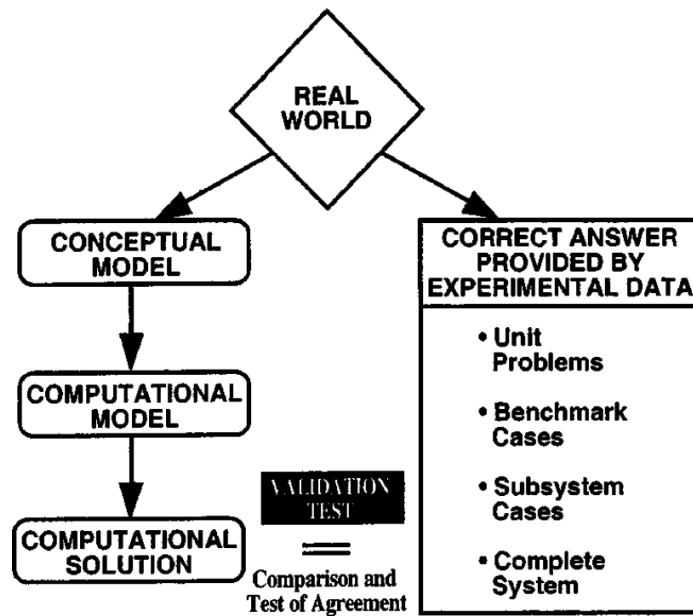 REAL
WORLD
CONCEPTUAL
MODEL
COMPUTATIONAL
MODEL
COMPUTATIONAL
SOLUTION
VALIDATION
TEST
Comparison and
Test of Agreement
CORRECT ANSWER
PROVIDED BY
EXPERIMENTAL DATA
• Unit
Problems
• Benchmark
Cases
• Subsystem
Cases
• Complete
System